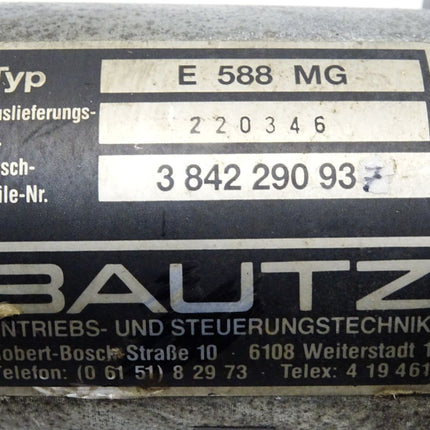 Typ E 588 MG
uslieferungs- 220346
sch- 3 842 290 937
ile-Nr.
BAUTZ
NTRIEBS- UND STEUERUNGSTECHNIK
obert-Bosch-Straße 10 · 6108 Weiterstadt 1
Telefon: (0 61 51) 8 29 73 Telex: 4 19 461